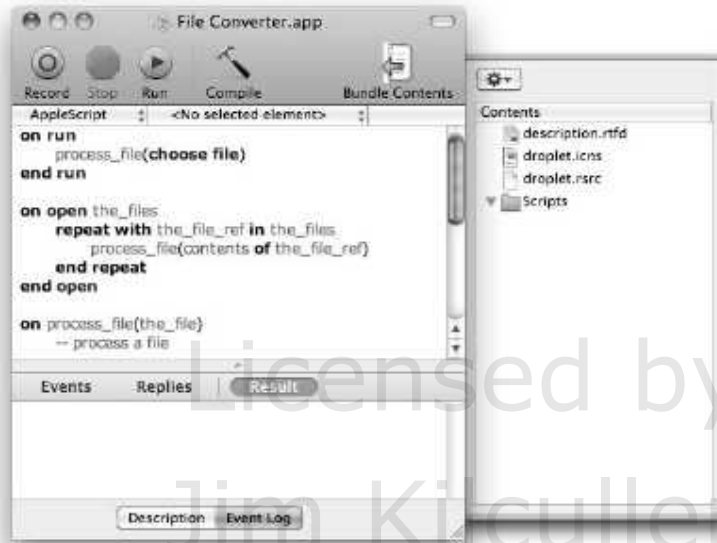 File Converter.app
Record Stop Run Compile Bundle Contents
AppleScript <No selected element>
on run
process_file(choose file)
end run
on open the_files
repeat with the_file_ref in the_files
process_file(contents of the_file_ref)
end repeat
end open
on process_file(the_file)
-- process a file
Events Replies Result
Description Event Log
Contents
description.rtfd
droplet.icns
droplet.rsrc
Scripts
Licensed by
Jim Kilcullen